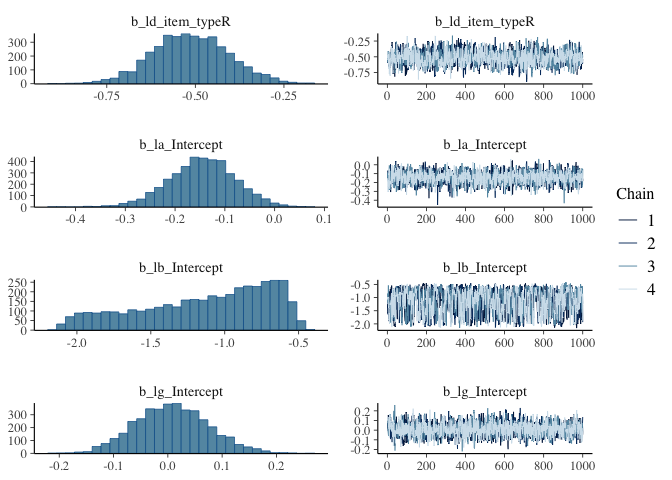 b_ld_item_typeR
300
200
100
0
-0.75 -0.50 -0.25
b_ld_item_typeR
-0.25
-0.50
-0.75
0 200 400 600 800 1000
b_la_Intercept
400
300
200
100
0
-0.4 -0.3 -0.2 -0.1 0.0 0.1
b_la_Intercept
0.0
-0.1
-0.2
-0.3
-0.4
0 200 400 600 800 1000
b_lb_Intercept
250
200
150
100
50
0
-2.0 -1.5 -1.0 -0.5
b_lb_Intercept
-0.5
-1.0
-1.5
-2.0
0 200 400 600 800 1000
b_lg_Intercept
300
200
100
0
-0.2 -0.1 0.0 0.1 0.2
b_lg_Intercept
0.2
0.1
0.0
-0.1
-0.2
0 200 400 600 800 1000
Chain
1
2
3
4